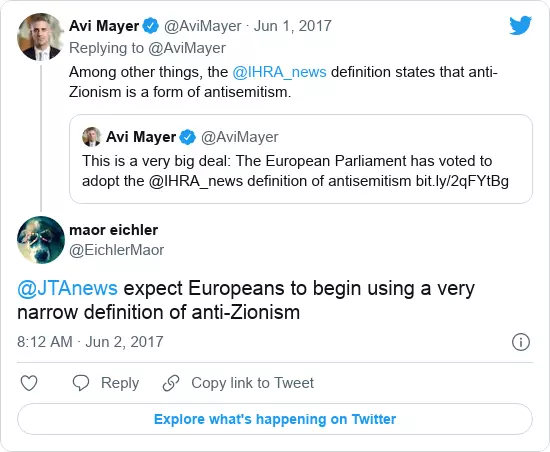 Avi Mayer @AviMayer · Jun 1, 2017
Replying to @AviMayer
Among other things, the @IHRA_news definition states that anti-
Zionism is a form of antisemitism.
Avi Mayer @AviMayer
This is a very big deal: The European Parliament has voted to
adopt the @IHRA_news definition of antisemitism bit.ly/2qFYtBg
maor eichler
@EichlerMaor
@JTAnews expect Europeans to begin using a very
narrow definition of anti-Zionism
8:12 AM · Jun 2, 2017
Reply
Copy link to Tweet
Explore what's happening on Twitter